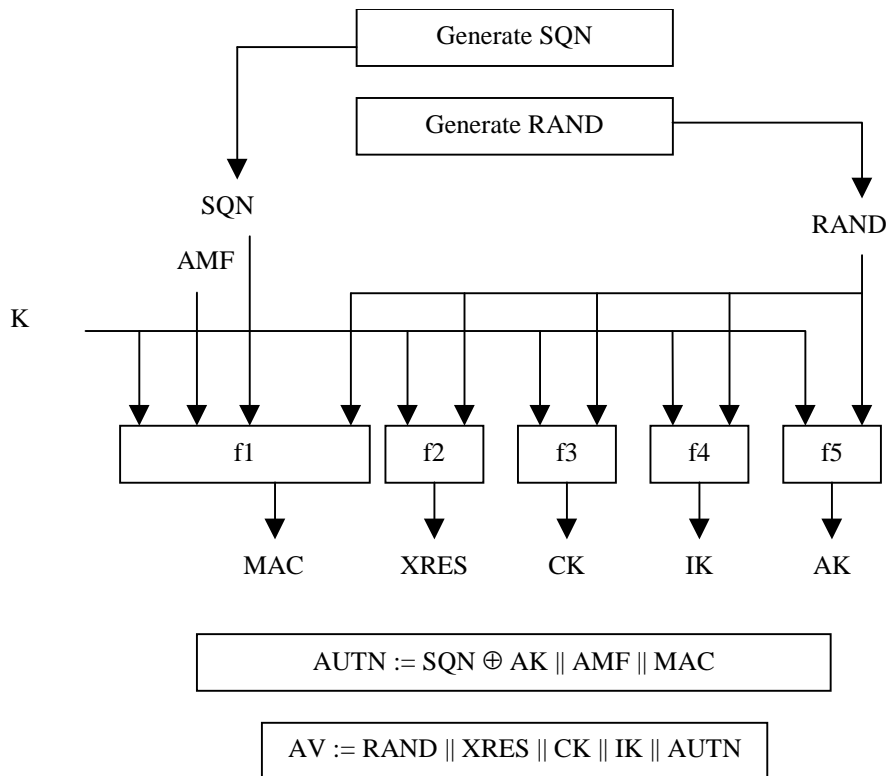 Generate SQN
Generate RAND
SQN
RAND
AMF
K
f1 f2 f3 f4 f5
MAC XRES CK IK AK
AUTN := SQN ⊕ AK || AMF || MAC
AV := RAND || XRES || CK || IK || AUTN